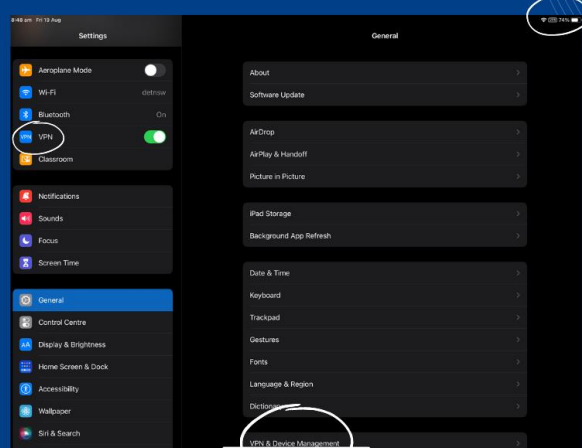 8:48 am Fri 19 Aug
VPN 74%
Settings
General
Aeroplane Mode
Wi-Fi
detnsw
Bluetooth
On
VPN
VPN
Classroom
Notifications
Sounds
Focus
Screen Time
General
Control Centre
AA
Display & Brightness
Home Screen & Dock
Accessibility
Wallpaper
Siri & Search
About
Software Update
AirDrop
AirPlay & Handoff
Picture in Picture
iPad Storage
Background App Refresh
Date & Time
Keyboard
Trackpad
Gestures
Fonts
Language & Region
Dictionary
VPN & Device Management